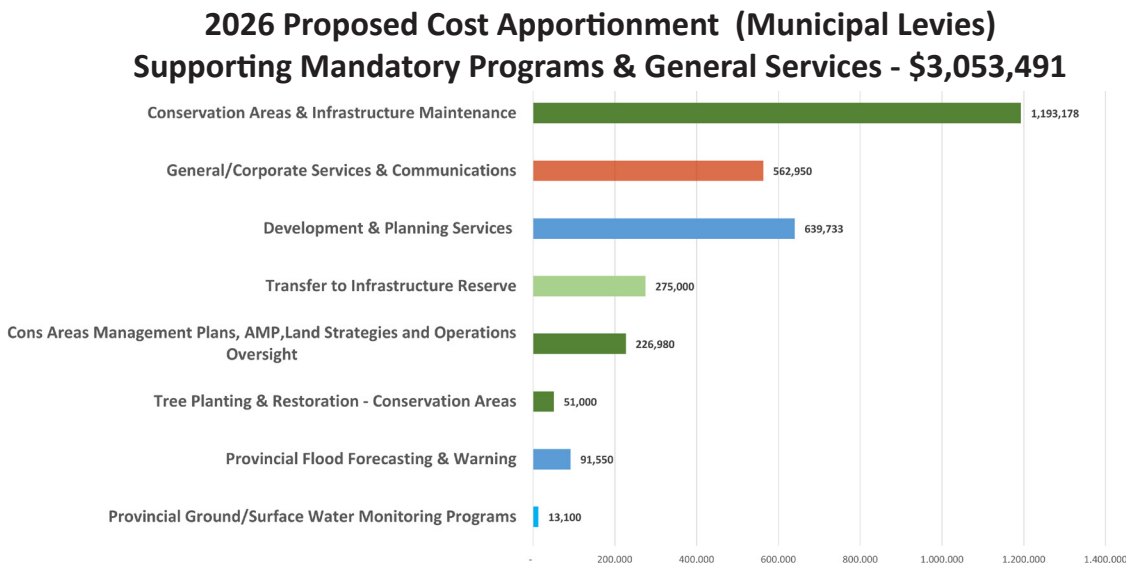 2026 Proposed Cost Apportionment (Municipal Levies)
Supporting Mandatory Programs & General Services - $3,053,491
Conservation Areas & Infrastructure Maintenance 1,193,178
General/Corporate Services & Communications 562,950
Development & Planning Services 639,733
Transfer to Infrastructure Reserve 275,000
Cons Areas Management Plans, AMP,Land Strategies and Operations
Oversight 226,980
Tree Planting & Restoration - Conservation Areas 51,000
Provincial Flood Forecasting & Warning 91,550
Provincial Ground/Surface Water Monitoring Programs 13,100
- 200,000 400,000 600,000 800,000 1,000,000 1,200,000 1,400,000